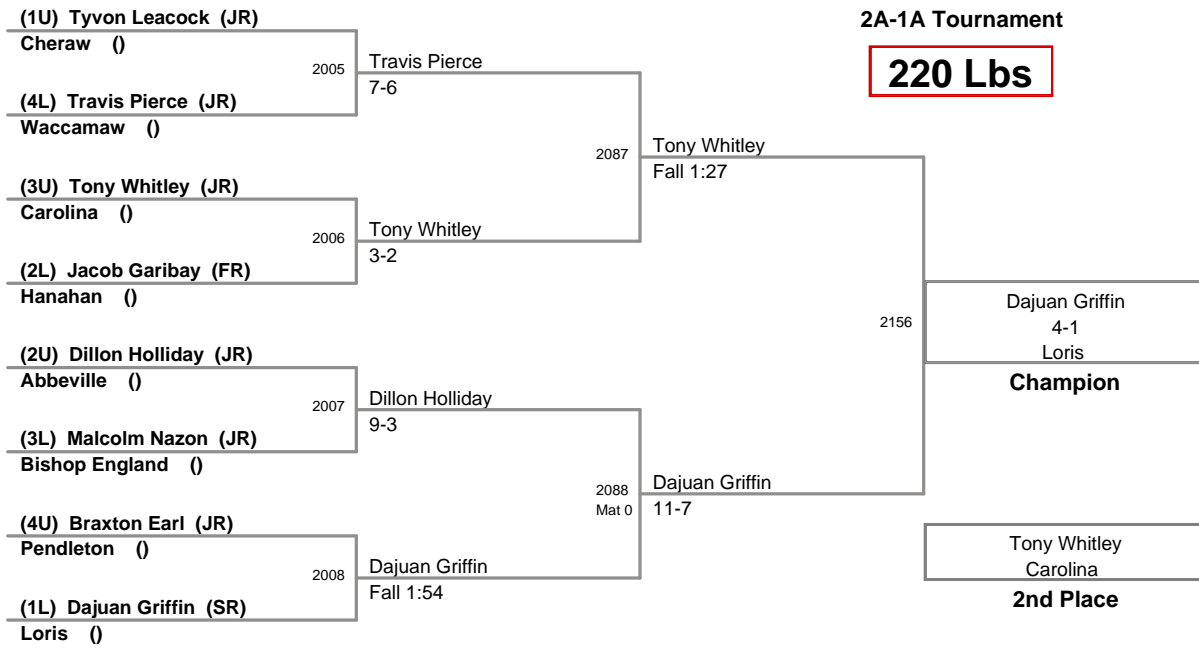 2A-1A Tournament
220 Lbs
(1U) Tyvon Leacock (JR)
Cheraw ()
2005
Travis Pierce
7-6
(4L) Travis Pierce (JR)
Waccamaw ()
2087
Tony Whitley
Fall 1:27
(3U) Tony Whitley (JR)
Carolina ()
2006
Tony Whitley
3-2
(2L) Jacob Garibay (FR)
Hanahan ()
2156
Dajuan Griffin
4-1
Loris
Champion
(2U) Dillon Holliday (JR)
Abbeville ()
2007
Dillon Holliday
9-3
(3L) Malcolm Nazon (JR)
Bishop England ()
2088
Mat 0
Dajuan Griffin
11-7
(4U) Braxton Earl (JR)
Pendleton ()
2008
Dajuan Griffin
Fall 1:54
(1L) Dajuan Griffin (SR)
Loris ()
Tony Whitley
Carolina
2nd Place